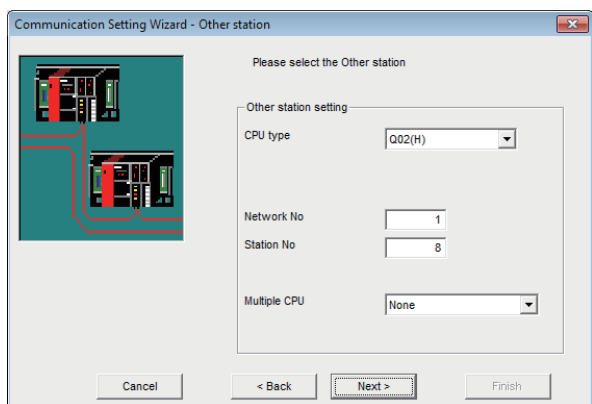 Communication Setting Wizard - Other station
Please select the Other station
Other station setting
CPU type
Q02(H)
Network No
1
Station No
8
Multiple CPU
None
Cancel
< Back
Next >
Finish